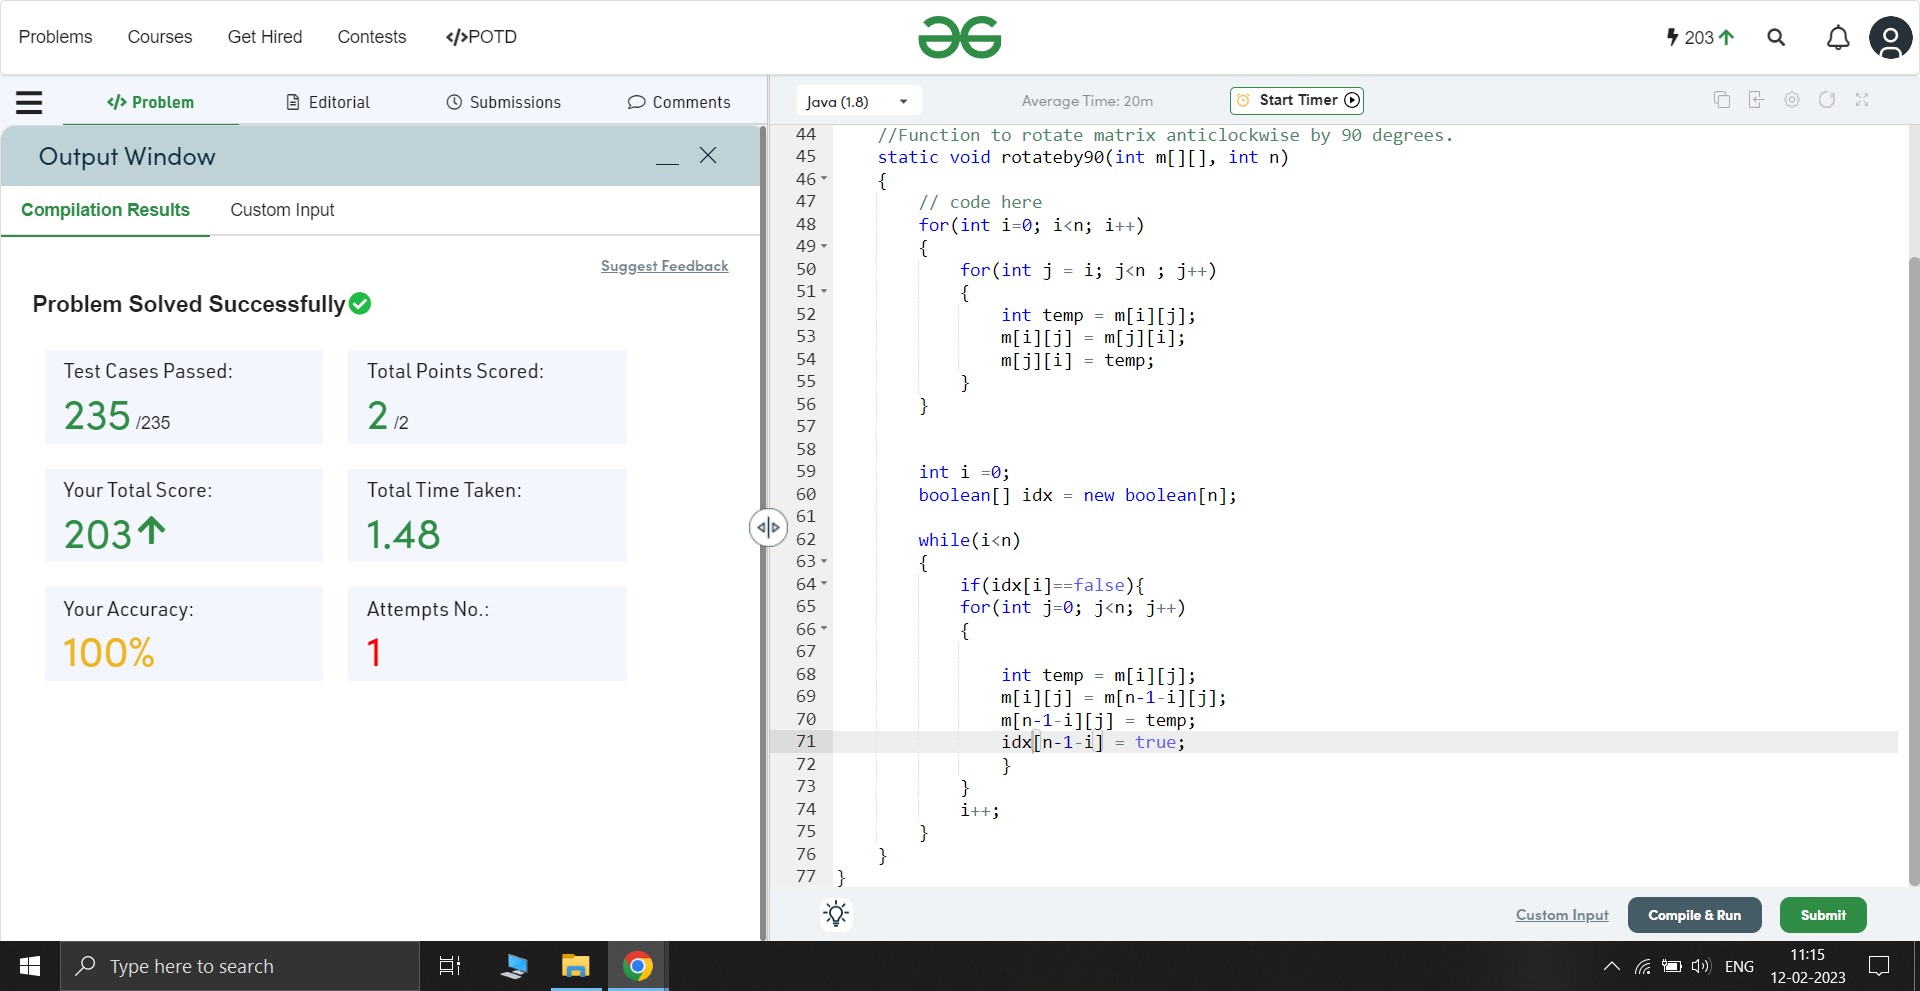 Problems Courses Get Hired Contests </>POTD
203
</> Problem Editorial Submissions Comments
Output Window
Compilation Results Custom Input
Suggest Feedback
Problem Solved Successfully
Test Cases Passed:
235 /235
Total Points Scored:
2 /2
Your Total Score:
203
Total Time Taken:
1.48
Your Accuracy:
100%
Attempts No.:
1
Java (1.8) Average Time: 20m Start Timer
44 //Function to rotate matrix anticlockwise by 90 degrees.
45 static void rotateby90(int m[][], int n)
46 {
47 // code here
48 for(int i=0; i<n; i++)
49 {
50 for(int j = i; j<n ; j++)
51 {
52 int temp = m[i][j];
53 m[i][j] = m[j][i];
54 m[j][i] = temp;
55 }
56 }
57
58
59 int i =0;
60 boolean[] idx = new boolean[n];
61
62 while(i<n)
63 {
64 if(idx[i]==false){
65 for(int j=0; j<n; j++)
66 {
67
68 int temp = m[i][j];
69 m[i][j] = m[n-1-i][j];
70 m[n-1-i][j] = temp;
71 idx[n-1-i] = true;
72 }
73 }
74 i++;
75 }
76 }
77 }
Custom Input Compile & Run Submit
Type here to search
ENG
11:15
12-02-2023